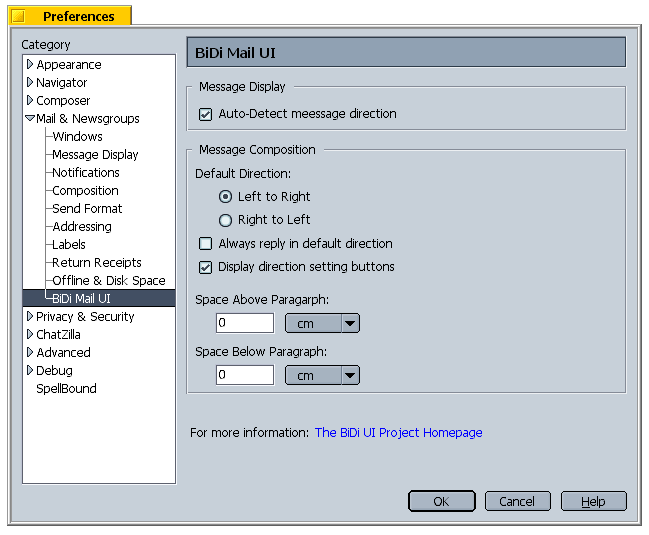 Preferences
Category
Appearance
Navigator
Composer
Mail & Newsgroups
Windows
Message Display
Notifications
Composition
Send Format
Addressing
Labels
Return Receipts
Offline & Disk Space
BiDi Mail UI
Privacy & Security
ChatZilla
Advanced
Debug
SpellBound
BiDi Mail UI
Message Display
Auto-Detect meessage direction
Message Composition
Default Direction:
Left to Right
Right to Left
Always reply in default direction
Display direction setting buttons
Space Above Paragarph:
0 cm
Space Below Paragraph:
0 cm
For more information: The BiDi UI Project Homepage
OK Cancel Help